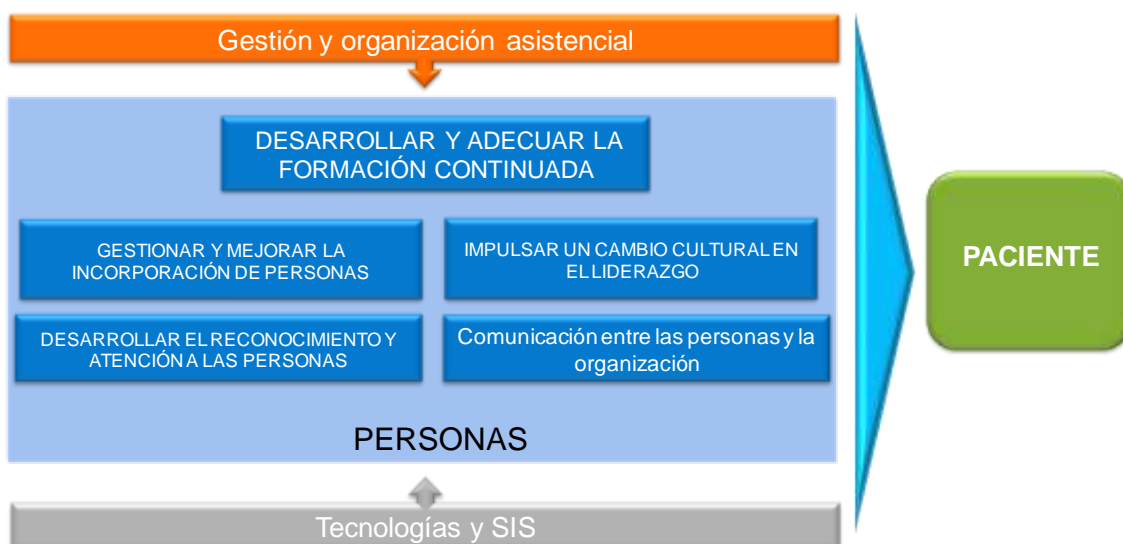 Gestión y organización asistencial
DESARROLLAR Y ADECUAR LA
FORMACIÓN CONTINUADA
GESTIONAR Y MEJORAR LA
INCORPORACIÓN DE PERSONAS
IMPULSAR UN CAMBIO CULTURAL EN
EL LIDERAZGO
DESARROLLAR EL RECONOCIMIENTO Y
ATENCIÓN A LAS PERSONAS
Comunicación entre las personas y la
organización
PERSONAS
Tecnologías y SIS
PACIENTE